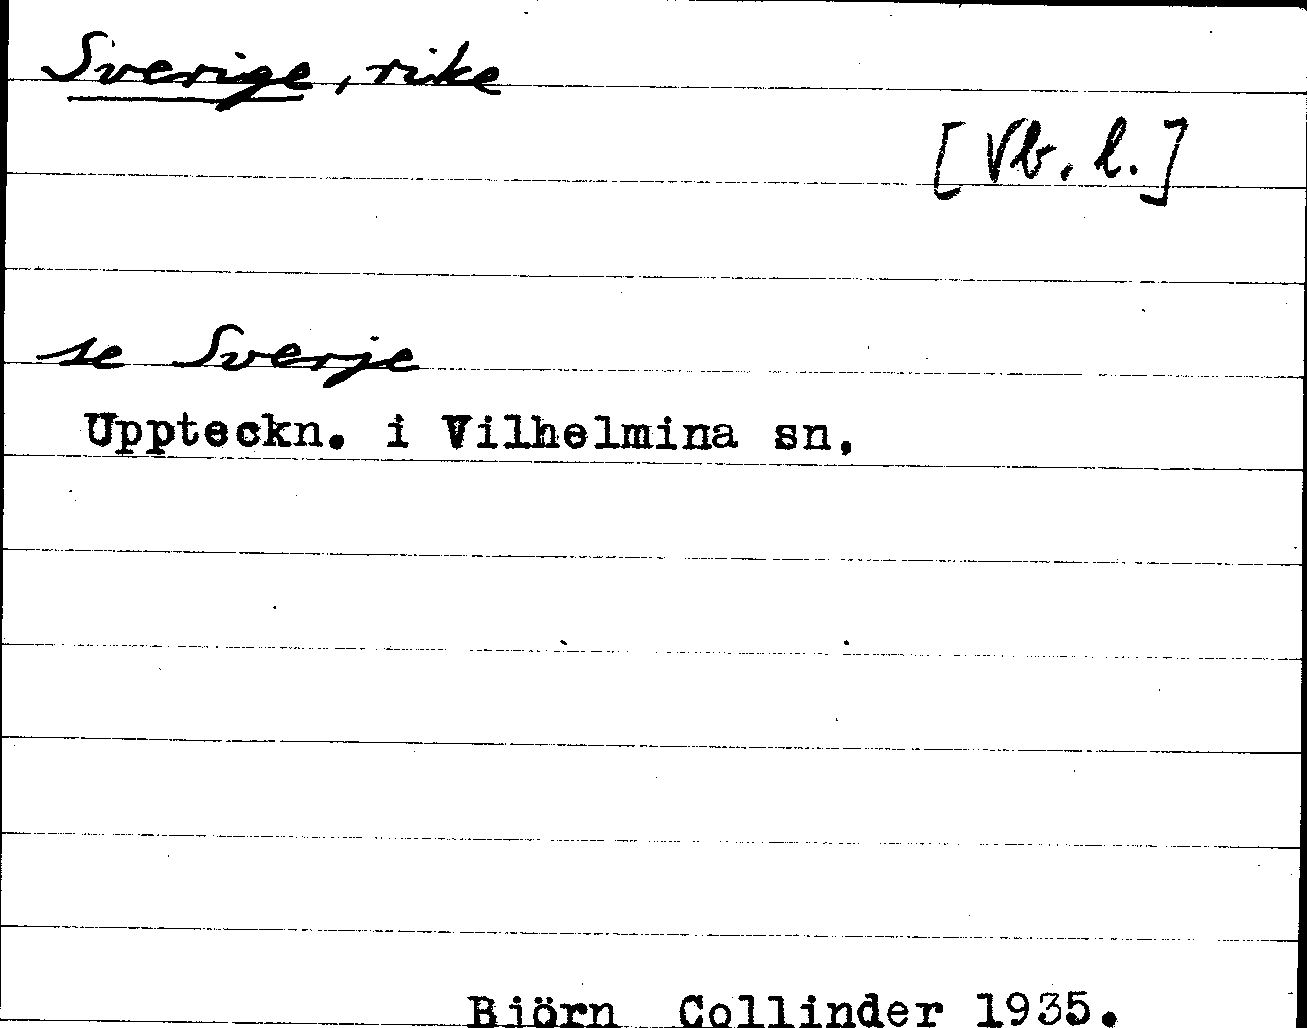 Sverige, rike
[Vb. l.]
se Sverje
Uppteckn. i Vilhelmina sn.
Björn Collinder 1935.